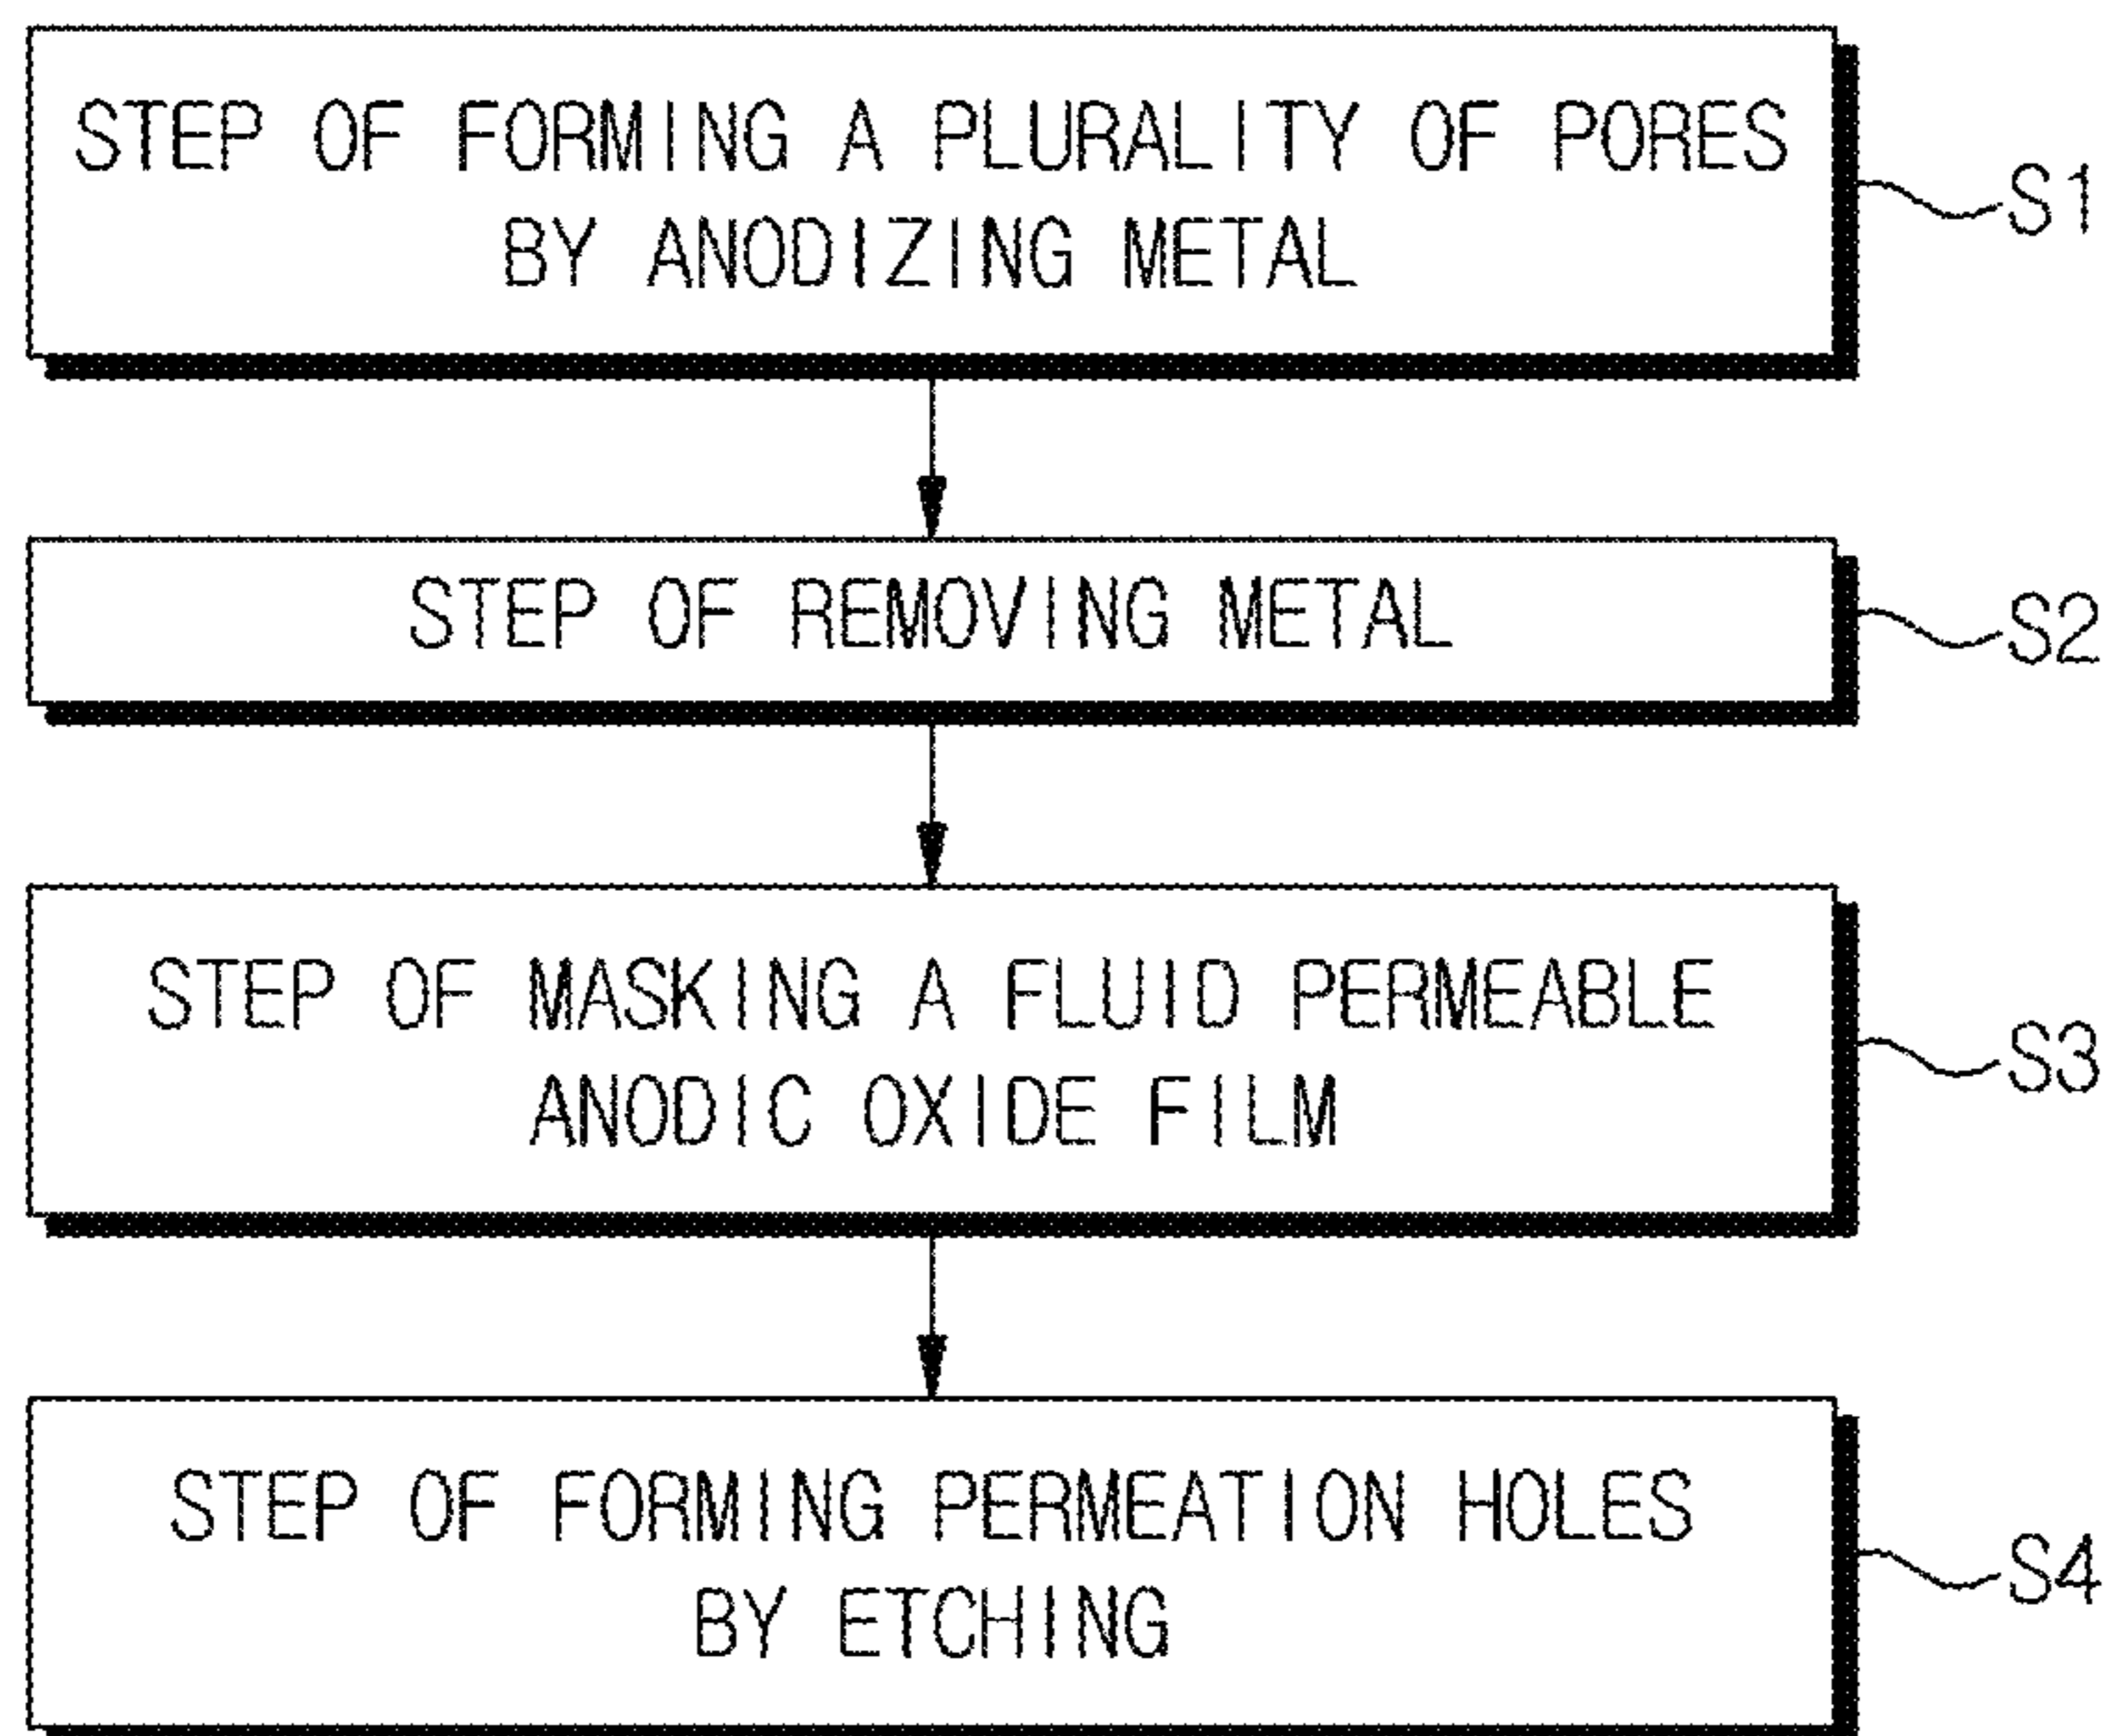 STEP OF FORMING A PLURALITY OF PORES
BY ANODIZING METAL
S1
STEP OF REMOVING METAL
S2
STEP OF MASKING A FLUID PERMEABLE
ANODIC OXIDE FILM
S3
STEP OF FORMING PERMEATION HOLES
BY ETCHING
S4